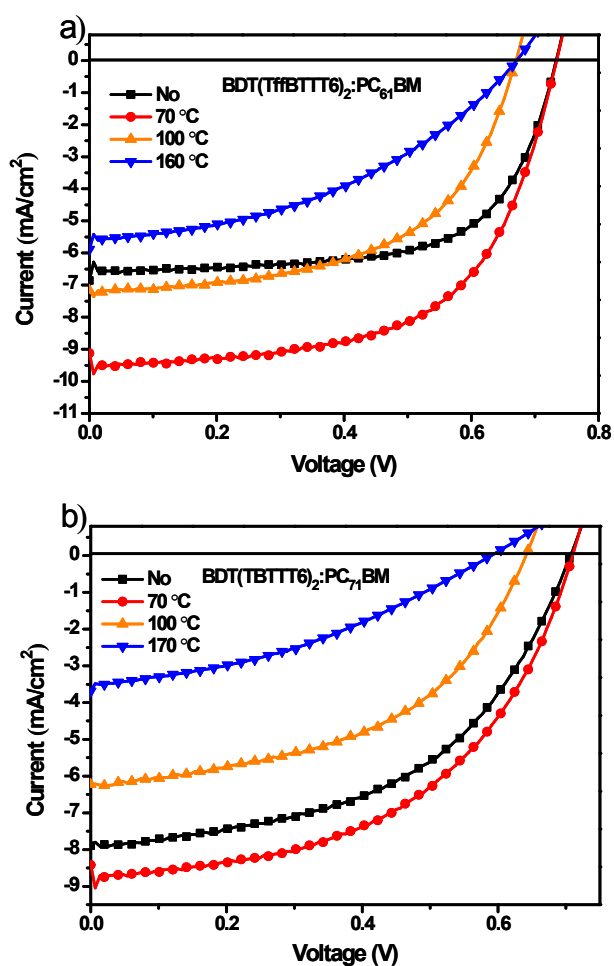 a)
0
-1
-2
-3
-4
-5
-6
-7
-8
-9
-10
-11
Current (mA/cm²)
BDT(TffBTTT6)₂:PC₆₁BM
No
70 °C
100 °C
160 °C
0.0 0.2 0.4 0.6 0.8
Voltage (V)
b)
0
-1
-2
-3
-4
-5
-6
-7
-8
-9
Current (mA/cm²)
BDT(TBTTT6)₂:PC₇₁BM
No
70 °C
100 °C
170 °C
0.0 0.2 0.4 0.6
Voltage (V)